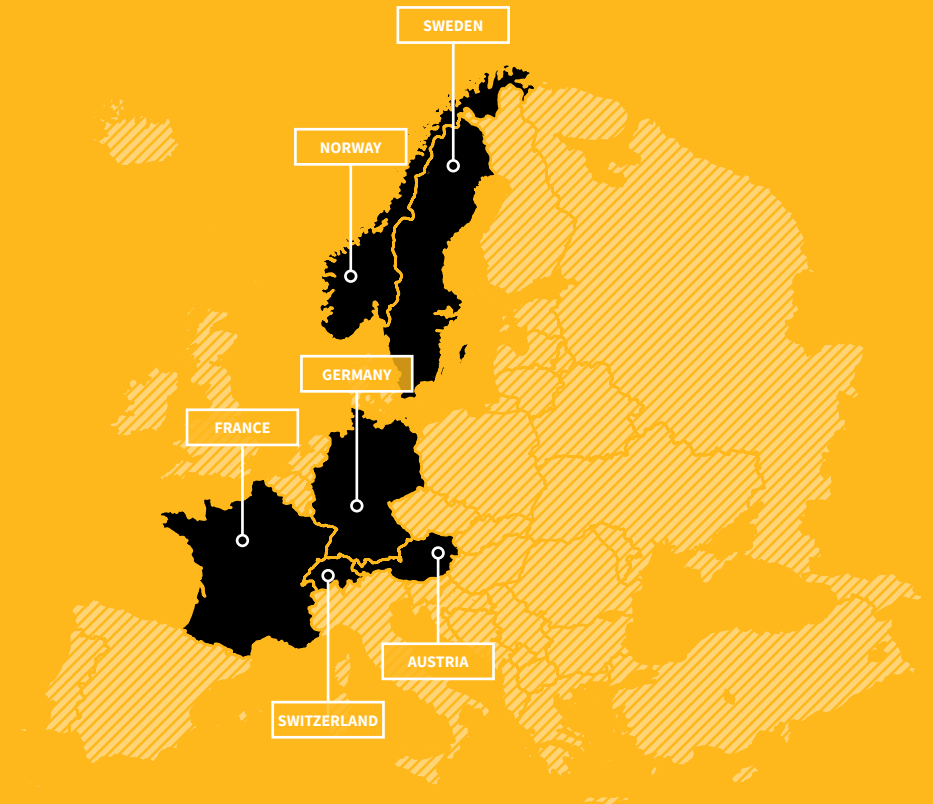 SWEDEN
NORWAY
GERMANY
FRANCE
AUSTRIA
SWITZERLAND